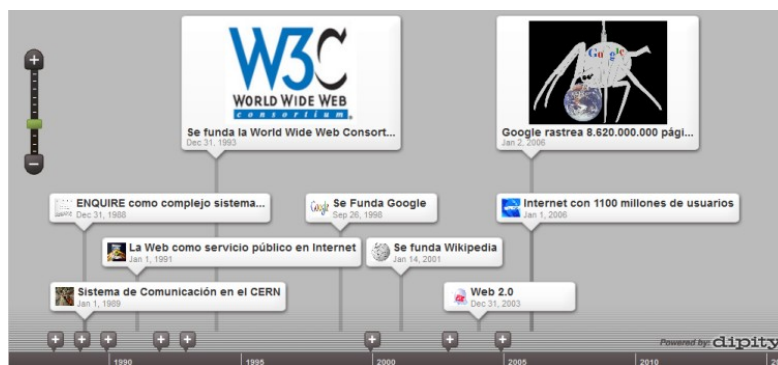 W3C
WORLD WIDE WEB
consortium
Se funda la World Wide Web Consort...
Dec 31, 1993
Google
Google rastrea 8.620.000.000 pági...
Jan 2, 2006
ENQUIRE como complejo sistema...
Dec 31, 1988
Google
Se Funda Google
Sep 26, 1998
Internet con 1100 millones de usuarios
Jan 1, 2006
La Web como servicio público en Internet
Jan 1, 1991
Se funda Wikipedia
Jan 14, 2001
Sistema de Comunicación en el CERN
Jan 1, 1989
Web 2.0
Dec 31, 2003
Powered by: dipity
1990
1995
2000
2005
2010